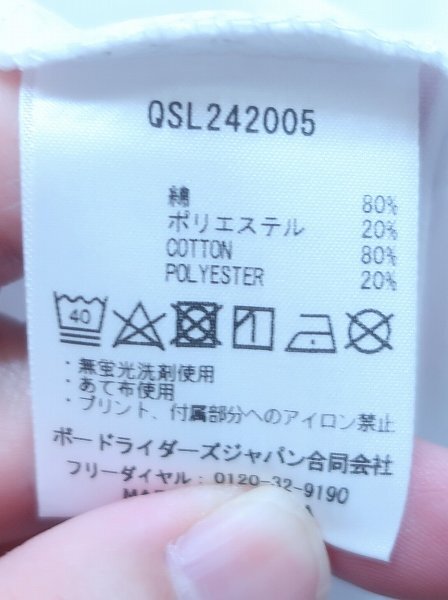 QSL242005
綿 80%
ポリエステル 20%
COTTON 80%
POLYESTER 20%
40
・無蛍光洗剤使用
・あて布使用
・プリント、付属部分へのアイロン禁止
ボードライダーズジャパン合同会社
フリーダイヤル：0120-32-9190